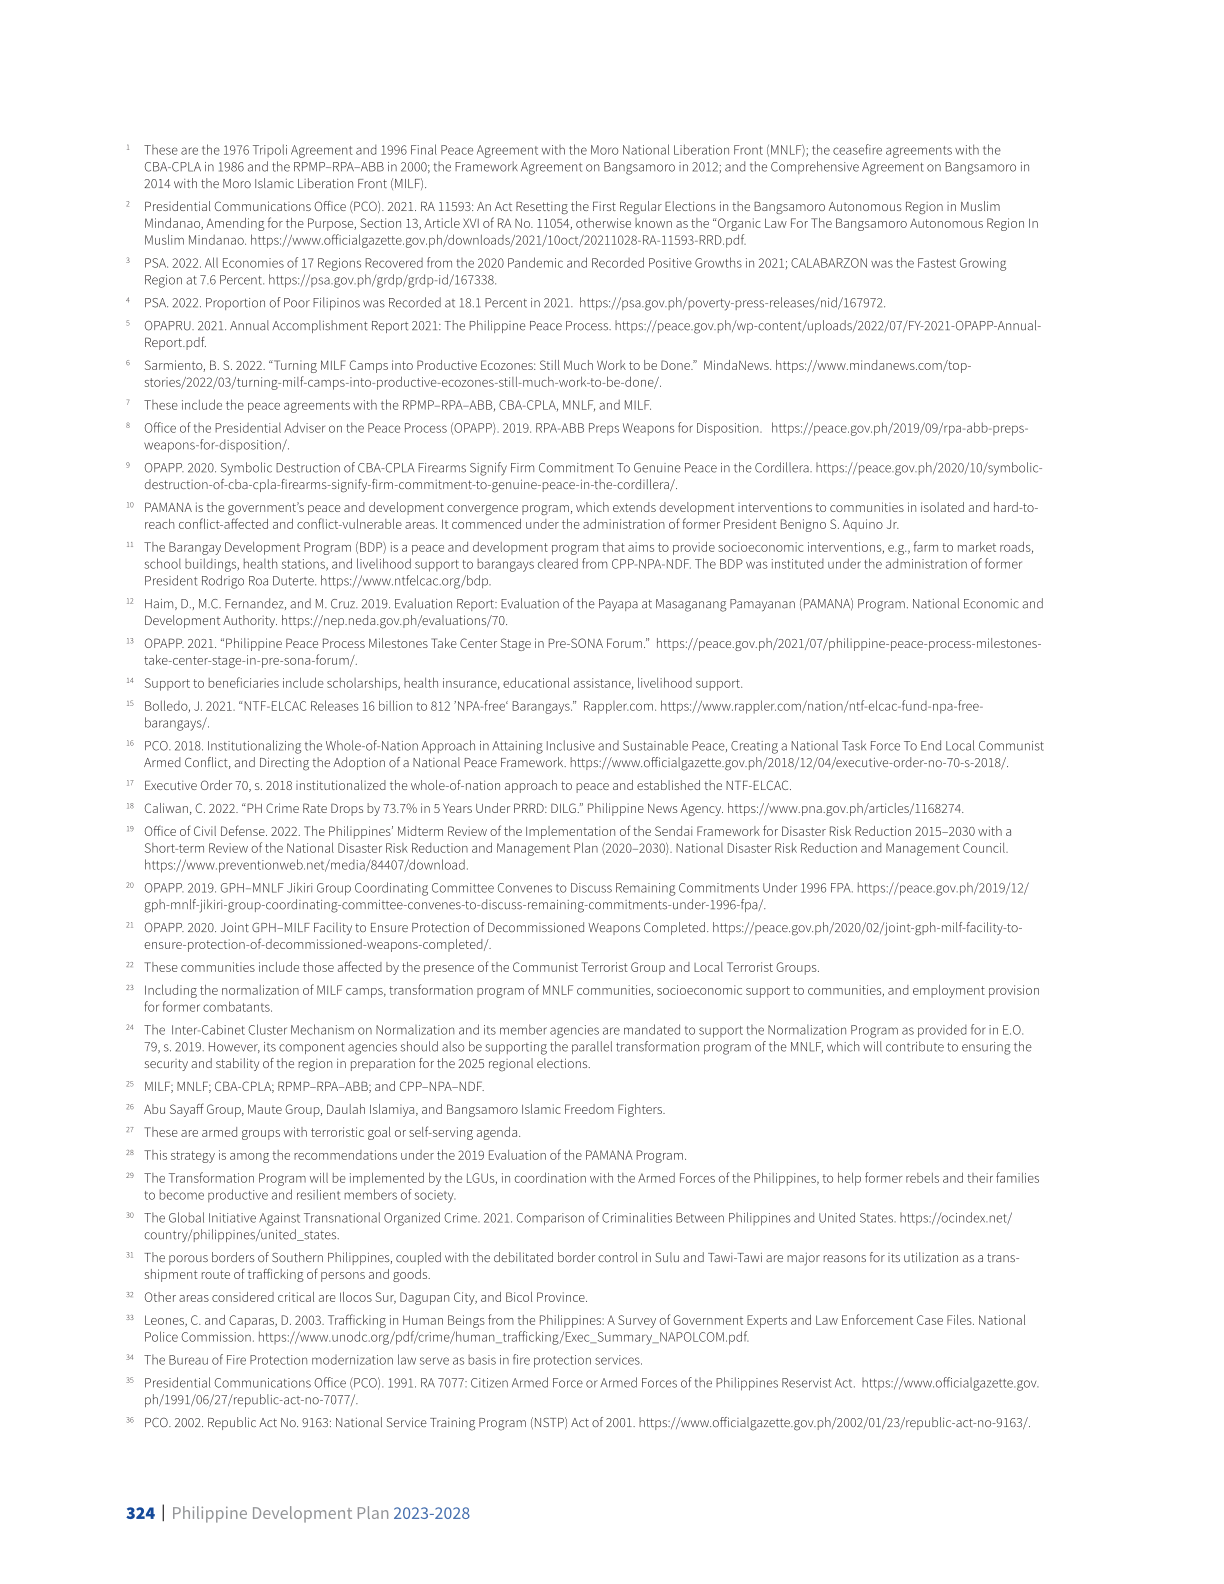 1 These are the 1976 Tripoli Agreement and 1996 Final Peace Agreement with the Moro National Liberation Front (MNLF); the ceasefire agreements with the
CBA-CPLA in 1986 and the RPMP–RPA–ABB in 2000; the Framework Agreement on Bangsamoro in 2012; and the Comprehensive Agreement on Bangsamoro in
2014 with the Moro Islamic Liberation Front (MILF).
2 Presidential Communications Office (PCO). 2021. RA 11593: An Act Resetting the First Regular Elections in the Bangsamoro Autonomous Region in Muslim
Mindanao, Amending for the Purpose, Section 13, Article XVI of RA No. 11054, otherwise known as the “Organic Law For The Bangsamoro Autonomous Region In
Muslim Mindanao. https://www.officialgazette.gov.ph/downloads/2021/10oct/20211028-RA-11593-RRD.pdf.
3 PSA. 2022. All Economies of 17 Regions Recovered from the 2020 Pandemic and Recorded Positive Growths in 2021; CALABARZON was the Fastest Growing
Region at 7.6 Percent. https://psa.gov.ph/grdp/grdp-id/167338.
4 PSA. 2022. Proportion of Poor Filipinos was Recorded at 18.1 Percent in 2021. https://psa.gov.ph/poverty-press-releases/nid/167972.
5 OPAPRU. 2021. Annual Accomplishment Report 2021: The Philippine Peace Process. https://peace.gov.ph/wp-content/uploads/2022/07/FY-2021-OPAPP-Annual-
Report.pdf.
6 Sarmiento, B. S. 2022. “Turning MILF Camps into Productive Ecozones: Still Much Work to be Done.” MindaNews. https://www.mindanews.com/top-
stories/2022/03/turning-milf-camps-into-productive-ecozones-still-much-work-to-be-done/.
7 These include the peace agreements with the RPMP–RPA–ABB, CBA-CPLA, MNLF, and MILF.
8 Office of the Presidential Adviser on the Peace Process (OPAPP). 2019. RPA-ABB Preps Weapons for Disposition. https://peace.gov.ph/2019/09/rpa-abb-preps-
weapons-for-disposition/.
9 OPAPP. 2020. Symbolic Destruction of CBA-CPLA Firearms Signify Firm Commitment To Genuine Peace in the Cordillera. https://peace.gov.ph/2020/10/symbolic-
destruction-of-cba-cpla-firearms-signify-firm-commitment-to-genuine-peace-in-the-cordillera/.
10 PAMANA is the government’s peace and development convergence program, which extends development interventions to communities in isolated and hard-to-
reach conflict-affected and conflict-vulnerable areas. It commenced under the administration of former President Benigno S. Aquino Jr.
11 The Barangay Development Program (BDP) is a peace and development program that aims to provide socioeconomic interventions, e.g., farm to market roads,
school buildings, health stations, and livelihood support to barangays cleared from CPP-NPA-NDF. The BDP was instituted under the administration of former
President Rodrigo Roa Duterte. https://www.ntfelcac.org/bdp.
12 Haim, D., M.C. Fernandez, and M. Cruz. 2019. Evaluation Report: Evaluation of the Payapa at Masaganang Pamayanan (PAMANA) Program. National Economic and
Development Authority. https://nep.neda.gov.ph/evaluations/70.
13 OPAPP. 2021. “Philippine Peace Process Milestones Take Center Stage in Pre-SONA Forum.” https://peace.gov.ph/2021/07/philippine-peace-process-milestones-
take-center-stage-in-pre-sona-forum/.
14 Support to beneficiaries include scholarships, health insurance, educational assistance, livelihood support.
15 Bolledo, J. 2021. “NTF-ELCAC Releases 16 billion to 812 ’NPA-free‘ Barangays.” Rappler.com. https://www.rappler.com/nation/ntf-elcac-fund-npa-free-
barangays/.
16 PCO. 2018. Institutionalizing the Whole-of-Nation Approach in Attaining Inclusive and Sustainable Peace, Creating a National Task Force To End Local Communist
Armed Conflict, and Directing the Adoption of a National Peace Framework. https://www.officialgazette.gov.ph/2018/12/04/executive-order-no-70-s-2018/.
17 Executive Order 70, s. 2018 institutionalized the whole-of-nation approach to peace and established the NTF-ELCAC.
18 Caliwan, C. 2022. “PH Crime Rate Drops by 73.7% in 5 Years Under PRRD: DILG.” Philippine News Agency. https://www.pna.gov.ph/articles/1168274.
19 Office of Civil Defense. 2022. The Philippines’ Midterm Review of the Implementation of the Sendai Framework for Disaster Risk Reduction 2015–2030 with a
Short-term Review of the National Disaster Risk Reduction and Management Plan (2020–2030). National Disaster Risk Reduction and Management Council.
https://www.preventionweb.net/media/84407/download.
20 OPAPP. 2019. GPH–MNLF Jikiri Group Coordinating Committee Convenes to Discuss Remaining Commitments Under 1996 FPA. https://peace.gov.ph/2019/12/
gph-mnlf-jikiri-group-coordinating-committee-convenes-to-discuss-remaining-commitments-under-1996-fpa/.
21 OPAPP. 2020. Joint GPH–MILF Facility to Ensure Protection of Decommissioned Weapons Completed. https://peace.gov.ph/2020/02/joint-gph-milf-facility-to-
ensure-protection-of-decommissioned-weapons-completed/.
22 These communities include those affected by the presence of the Communist Terrorist Group and Local Terrorist Groups.
23 Including the normalization of MILF camps, transformation program of MNLF communities, socioeconomic support to communities, and employment provision
for former combatants.
24 The Inter-Cabinet Cluster Mechanism on Normalization and its member agencies are mandated to support the Normalization Program as provided for in E.O.
79, s. 2019. However, its component agencies should also be supporting the parallel transformation program of the MNLF, which will contribute to ensuring the
security and stability of the region in preparation for the 2025 regional elections.
25 MILF; MNLF; CBA-CPLA; RPMP–RPA–ABB; and CPP–NPA–NDF.
26 Abu Sayaff Group, Maute Group, Daulah Islamiya, and Bangsamoro Islamic Freedom Fighters.
27 These are armed groups with terroristic goal or self-serving agenda.
28 This strategy is among the recommendations under the 2019 Evaluation of the PAMANA Program.
29 The Transformation Program will be implemented by the LGUs, in coordination with the Armed Forces of the Philippines, to help former rebels and their families
to become productive and resilient members of society.
30 The Global Initiative Against Transnational Organized Crime. 2021. Comparison of Criminalities Between Philippines and United States. https://ocindex.net/
country/philippines/united_states.
31 The porous borders of Southern Philippines, coupled with the debilitated border control in Sulu and Tawi-Tawi are major reasons for its utilization as a trans-
shipment route of trafficking of persons and goods.
32 Other areas considered critical are Ilocos Sur, Dagupan City, and Bicol Province.
33 Leones, C. and Caparas, D. 2003. Trafficking in Human Beings from the Philippines: A Survey of Government Experts and Law Enforcement Case Files. National
Police Commission. https://www.unodc.org/pdf/crime/human_trafficking/Exec_Summary_NAPOLCOM.pdf.
34 The Bureau of Fire Protection modernization law serve as basis in fire protection services.
35 Presidential Communications Office (PCO). 1991. RA 7077: Citizen Armed Force or Armed Forces of the Philippines Reservist Act. https://www.officialgazette.gov.
ph/1991/06/27/republic-act-no-7077/.
36 PCO. 2002. Republic Act No. 9163: National Service Training Program (NSTP) Act of 2001. https://www.officialgazette.gov.ph/2002/01/23/republic-act-no-9163/.
324 | Philippine Development Plan 2023-2028